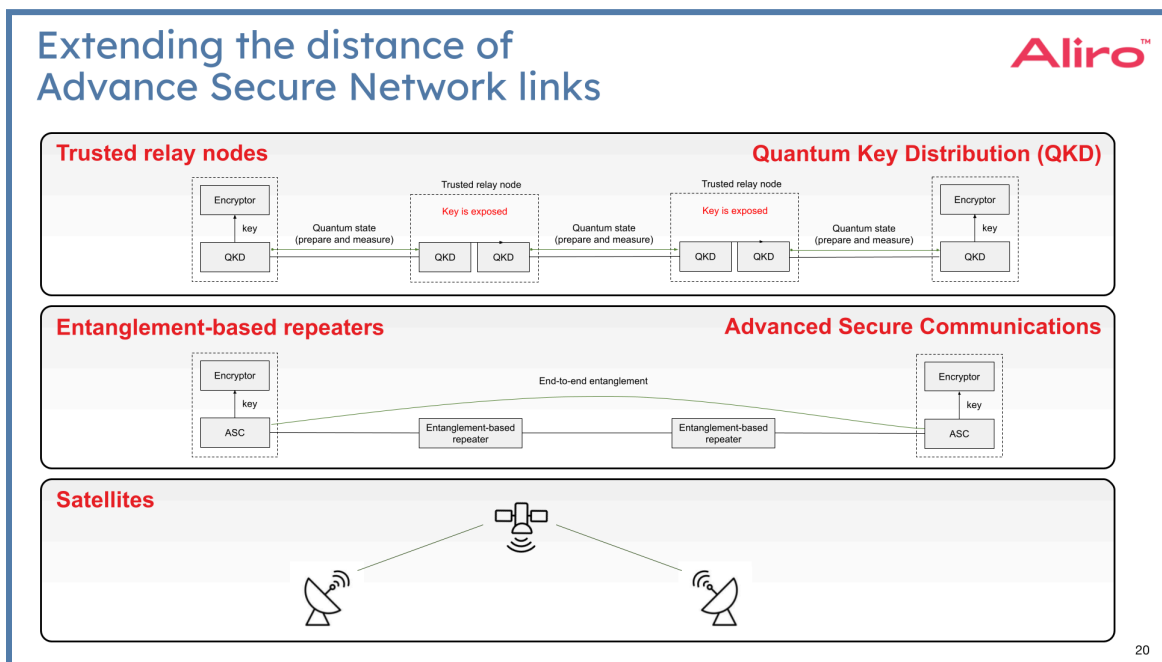 Extending the distance of
Advance Secure Network links
Aliro™
Trusted relay nodes
Quantum Key Distribution (QKD)
Trusted relay node
Trusted relay node
Encryptor
Key is exposed
Key is exposed
Encryptor
key
Quantum state
(prepare and measure)
Quantum state
(prepare and measure)
Quantum state
(prepare and measure)
key
QKD
QKD
QKD
QKD
QKD
QKD
Entanglement-based repeaters
Advanced Secure Communications
Encryptor
End-to-end entanglement
Encryptor
key
key
ASC
Entanglement-based
repeater
Entanglement-based
repeater
ASC
Satellites
20